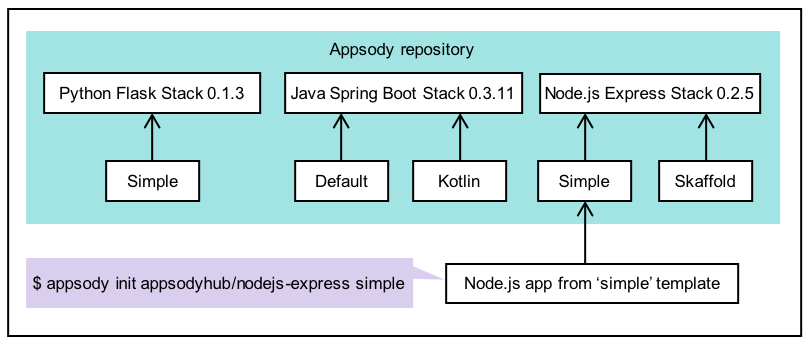 Appsody repository
Python Flask Stack 0.1.3
Java Spring Boot Stack 0.3.11
Node.js Express Stack 0.2.5
Simple
Default
Kotlin
Simple
Skaffold
$ appsody init appsodyhub/nodejs-express simple
Node.js app from ‘simple’ template